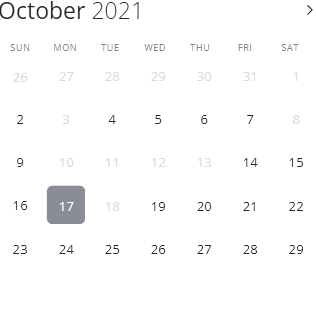 October 2021 >
SUN MON TUE WED THU FRI SAT
26 27 28 29 30 31 1
2 3 4 5 6 7 8
9 10 11 12 13 14 15
16 17 18 19 20 21 22
23 24 25 26 27 28 29